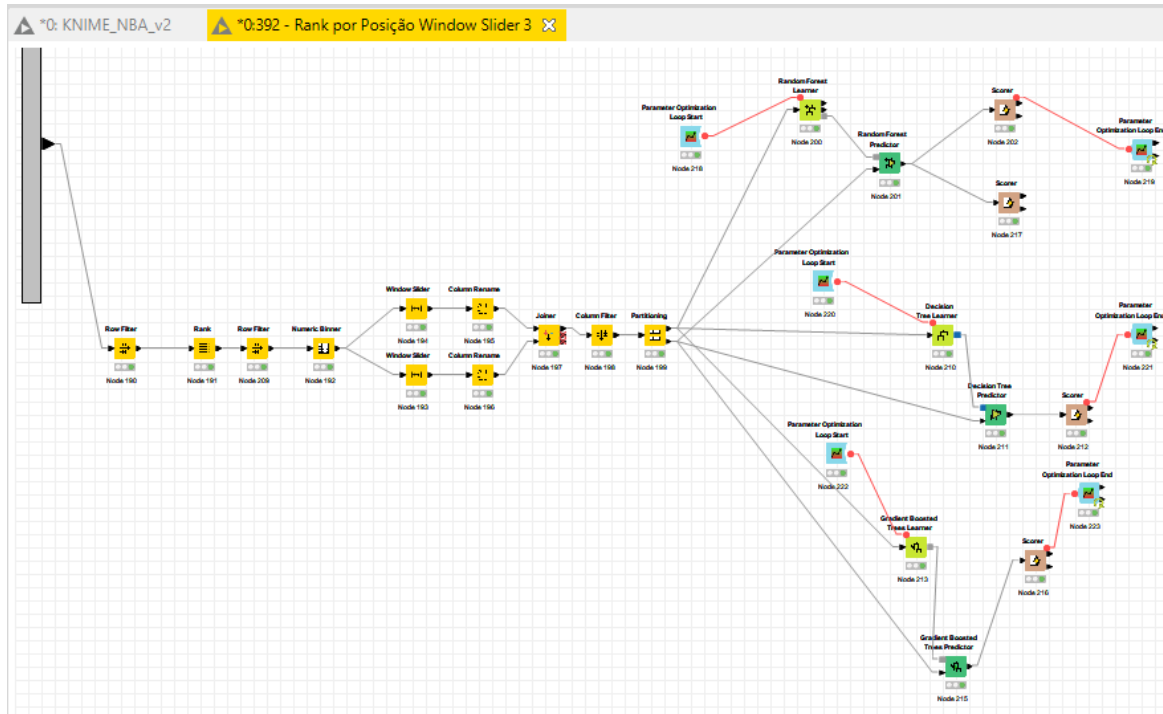 *0: KNIME_NBA_v2
*0:392 - Rank por Posição Window Slider 3
Random Forest
Learner
Node 200
Parameter Optimization
Loop Start
Node 218
Random Forest
Predictor
Node 201
Scorer
Node 202
Parameter
Optimization Loop End
Node 219
Scorer
Node 217
Parameter Optimization
Loop Start
Node 220
Window Slider
Node 194
Column Rename
Node 195
Row Filter
Node 190
Rank
Node 191
Row Filter
Node 209
Numeric Binner
Node 192
Window Slider
Node 193
Column Rename
Node 196
Joiner
Node 197
Column Filter
Node 198
Partitioning
Node 199
Decision
Tree Learner
Node 210
Parameter
Optimization Loop End
Node 221
Decision Tree
Predictor
Node 211
Scorer
Node 212
Parameter Optimization
Loop Start
Node 222
Parameter
Optimization Loop End
Node 223
Gradient Boosted
Trees Learner
Node 213
Scorer
Node 216
Gradient Boosted
Trees Predictor
Node 215